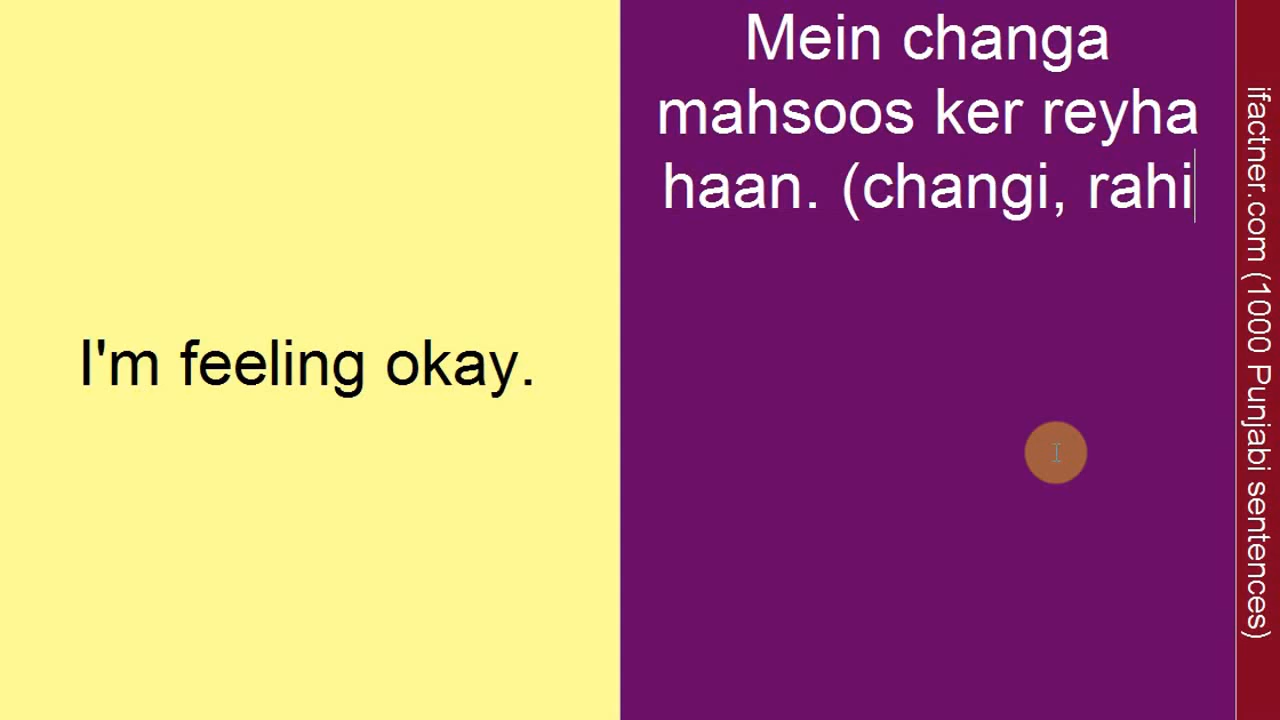 I'm feeling okay.
Mein changa
mahsoos ker reyha
haan. (changi, rahi
ifactner.com (1000 Punjabi sentences)